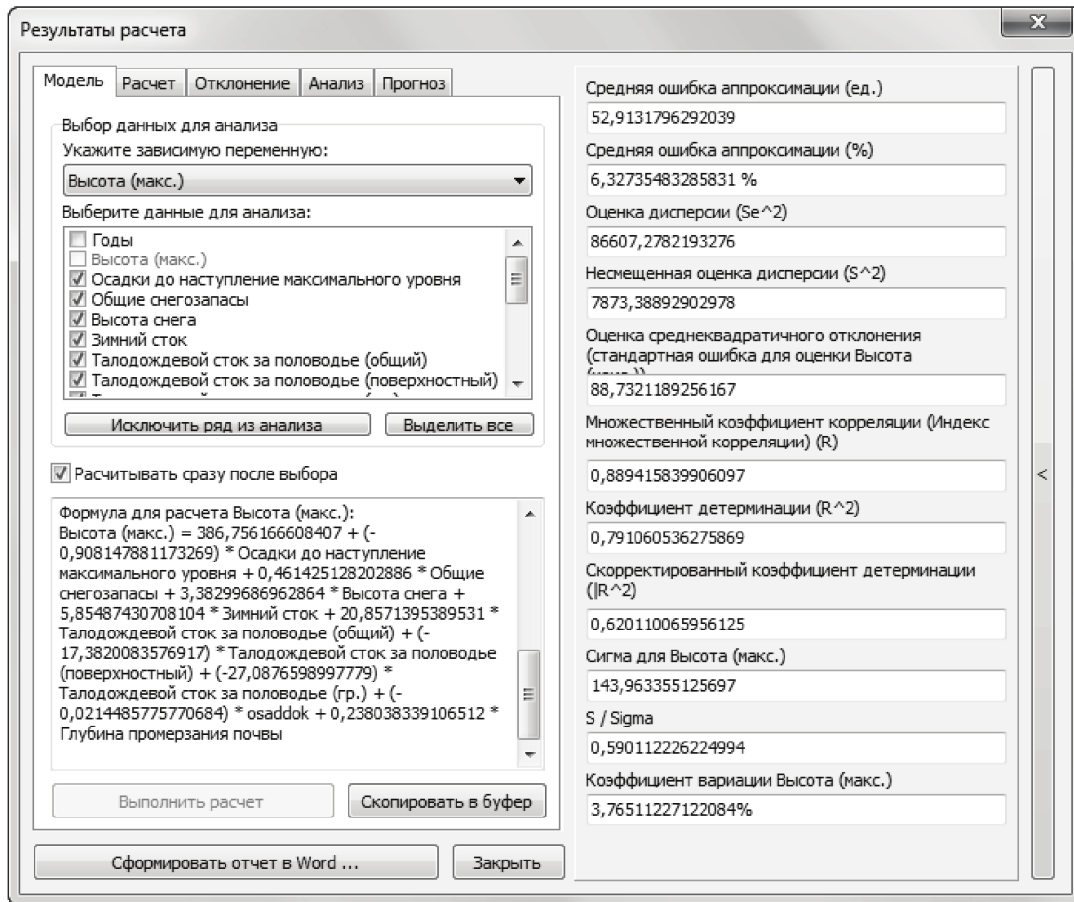 Результаты расчета
Модель
Расчет
Отклонение
Анализ
Прогноз
Выбор данных для анализа
Укажите зависимую переменную:
Высота (макс.)
Выберите данные для анализа:
Годы
Высота (макс.)
Осадки до наступление максимального уровня
Общие снегозапасы
Высота снега
Зимний сток
Талодождевой сток за половодье (общий)
Талодождевой сток за половодье (поверхностный)
Исключить ряд из анализа
Выделить все
Расчитывать сразу после выбора
Формула для расчета Высота (макс.):
Высота (макс.) = 386,756166608407 + (-
0,908147881173269) * Осадки до наступление
максимального уровня + 0,461425128202886 * Общие
снегозапасы + 3,38299686962864 * Высота снега +
5,85487430708104 * Зимний сток + 20,8571395389531 *
Талодождевой сток за половодье (общий) + (-
17,3820083576917) * Талодождевой сток за половодье
(поверхностный) + (-27,0876598997779) *
Талодождевой сток за половодье (гр.) + (-
0,0214485775770684) * osaddok + 0,238038339106512 *
Глубина промерзания почвы
Выполнить расчет
Скопировать в буфер
Сформировать отчет в Word ...
Закрыть
Средняя ошибка аппроксимации (ед.)
52,9131796292039
Средняя ошибка аппроксимации (%)
6,32735483285831 %
Оценка дисперсии (Se^2)
86607,2782193276
Несмещенная оценка дисперсии (S^2)
7873,38892902978
Оценка среднеквадратичного отклонения
(стандартная ошибка для оценки Высота
88,7321189256167
Множественный коэффициент корреляции (Индекс
множественной корреляции) (R)
0,889415839906097
Коэффициент детерминации (R^2)
0,791060536275869
Скорректированный коэффициент детерминации
(|R^2)
0,620110065956125
Сигма для Высота (макс.)
143,963355125697
S / Sigma
0,590112226224994
Коэффициент вариации Высота (макс.)
3,76511227122084%
<